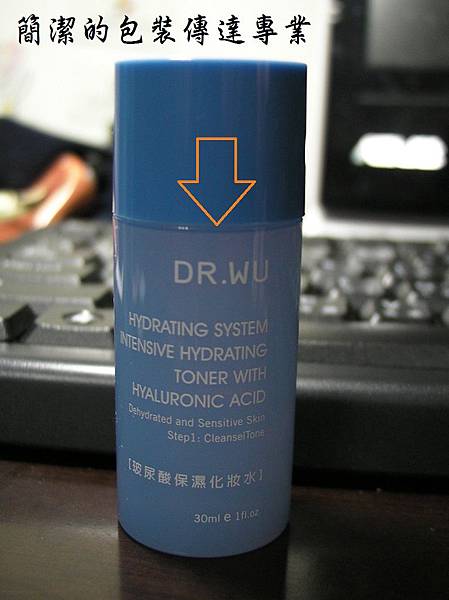 簡潔的包裝傳達專業
DR.WU
HYDRATING SYSTEM
INTENSIVE HYDRATING
TONER WITH
HYALURONIC ACID
Dehydrated and Sensitive Skin
Step1: Cleanse|Tone
[玻尿酸保濕化妝水]
30ml e 1fl.oz